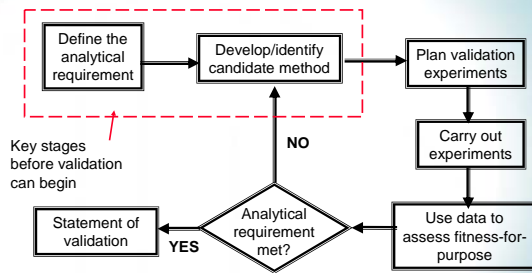 Define the
analytical
requirement
Develop/identify
candidate method
Plan validation
experiments
Key stages
before validation
can begin
NO
Carry out
experiments
Statement of
validation
YES
Analytical
requirement
met?
Use data to
assess fitness-for-
purpose